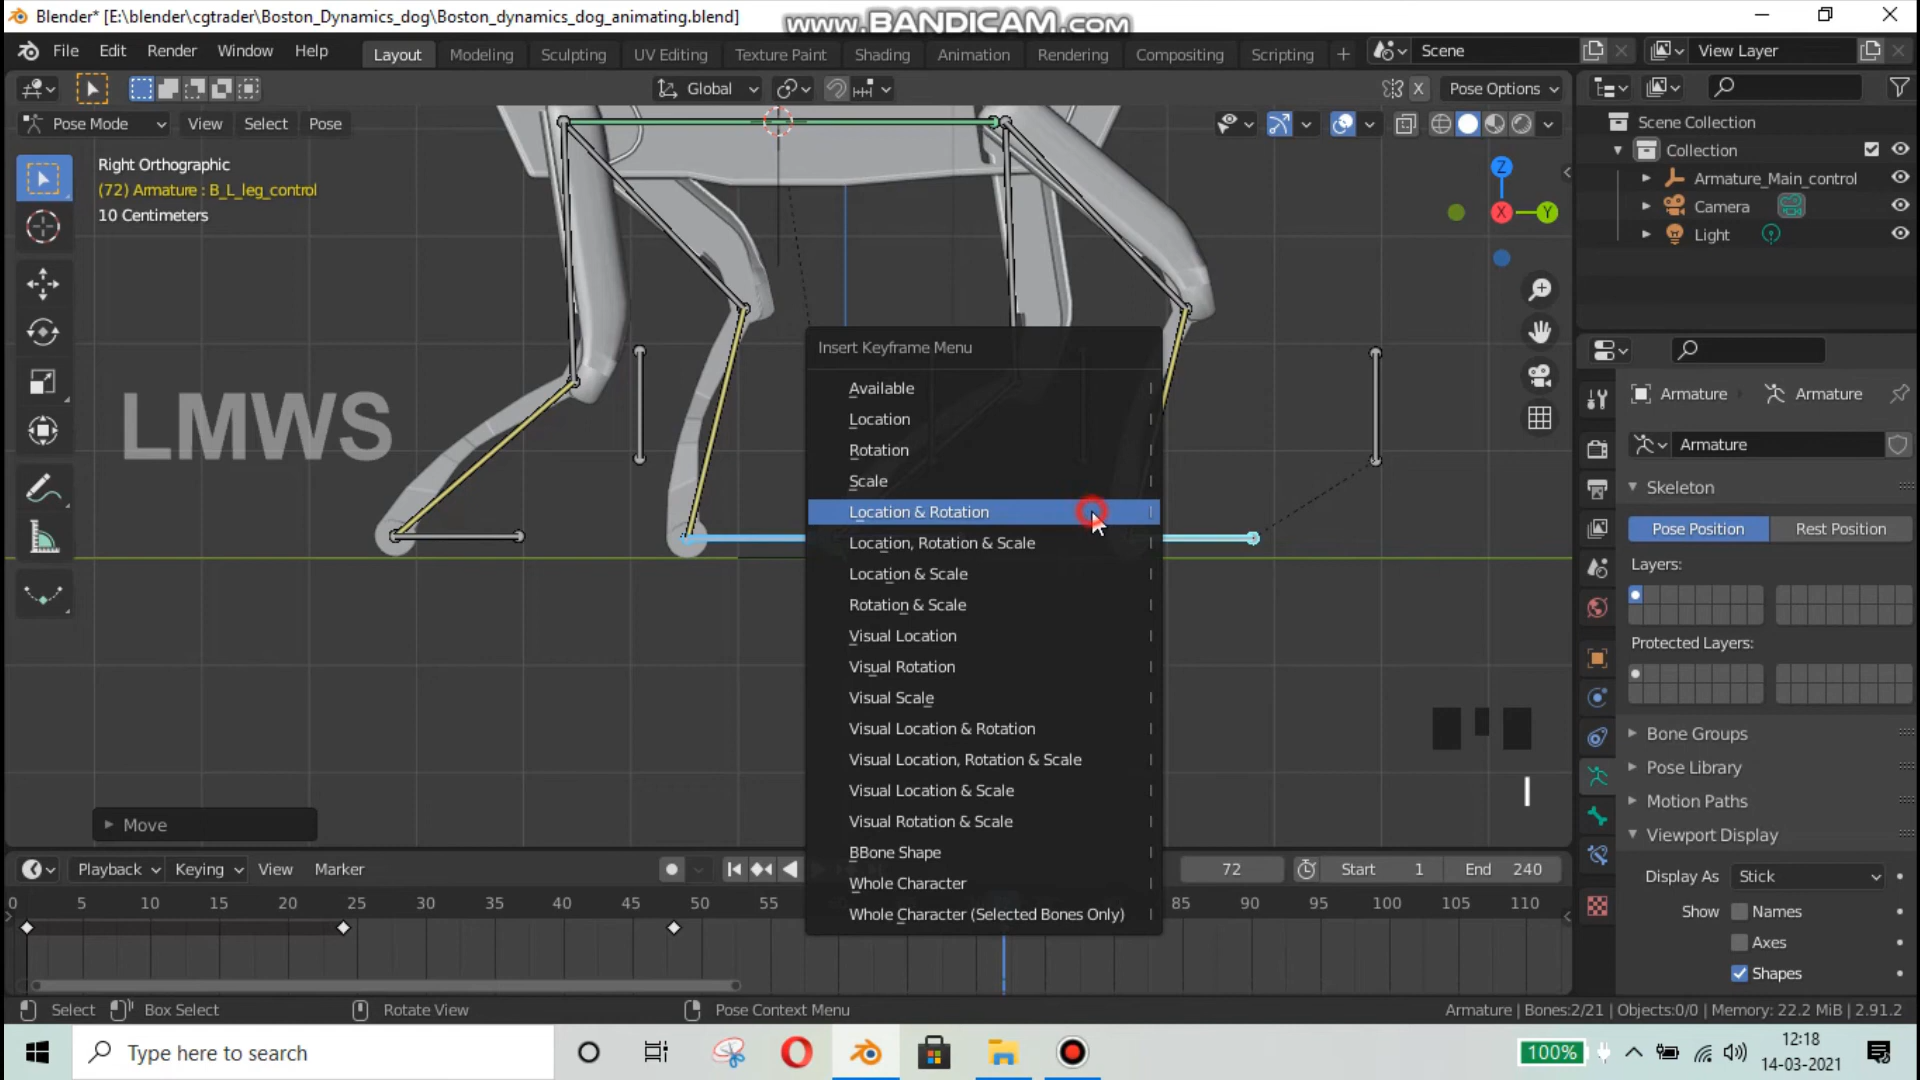 Blender* [E:\blender\cgtrader\Boston_Dynamics_dog\Boston_dynamics_dog_animating.blend]
www.BANDICAM.com
File Edit Render Window Help
Layout Modeling Sculpting UV Editing Texture Paint Shading Animation Rendering Compositing Scripting +
Scene
View Layer
Global
X
Pose Options
Pose Mode View Select Pose
Right Orthographic
(72) Armature : B_L_leg_control
10 Centimeters
Z
X
Y
LMWS
Scene Collection
Collection
Armature_Main_control
Camera
Light
Insert Keyframe Menu
Available I
Location I
Rotation I
Scale I
Location & Rotation I
Location, Rotation & Scale I
Location & Scale I
Rotation & Scale I
Visual Location I
Visual Rotation I
Visual Scale I
Visual Location & Rotation I
Visual Location, Rotation & Scale I
Visual Location & Scale I
Visual Rotation & Scale I
BBone Shape I
Whole Character I
Whole Character (Selected Bones Only) I
Armature Armature
Armature
Skeleton
Pose Position Rest Position
Layers:
Protected Layers:
Bone Groups
Pose Library
Motion Paths
Viewport Display
Display As Stick
Show Names
Axes
Shapes
I
Move
Playback Keying View Marker
72 Start 1 End 240
0 5 10 15 20 25 30 35 40 45 50 55 85 90 95 100 105 110
Select Box Select Rotate View Pose Context Menu
Armature | Bones:2/21 | Objects:0/0 | Memory: 22.2 MiB | 2.91.2
Type here to search
100%
12:18
14-03-2021